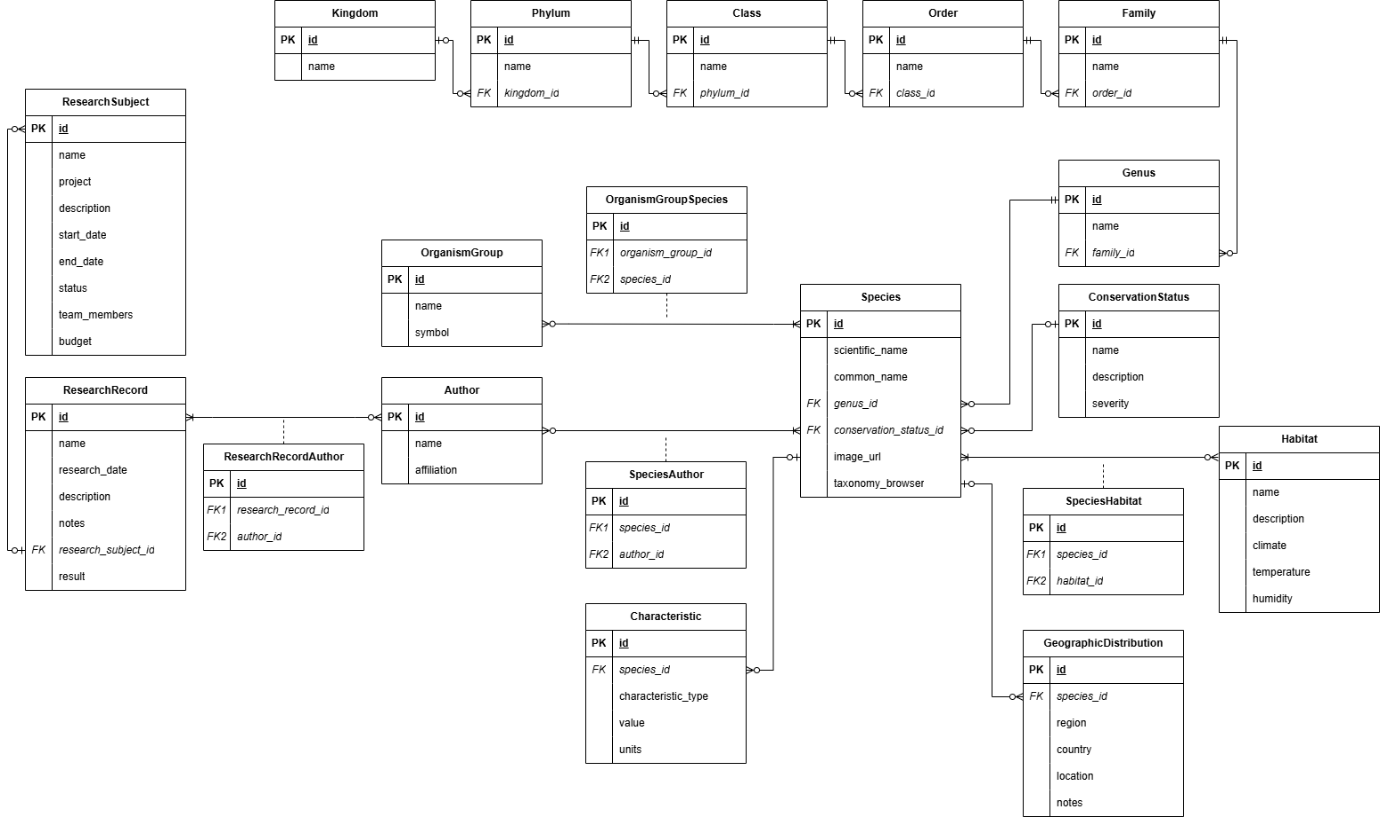 Kingdom
PK id
name
Phylum
PK id
name
FK kingdom_id
Class
PK id
name
FK phylum_id
Order
PK id
name
FK class_id
Family
PK id
name
FK order_id
ResearchSubject
PK id
name
project
description
start_date
end_date
status
team_members
budget
Genus
PK id
name
FK family_id
OrganismGroupSpecies
PK id
FK1 organism_group_id
FK2 species_id
OrganismGroup
PK id
name
symbol
Species
PK id
scientific_name
common_name
FK genus_id
FK conservation_status_id
image_url
taxonomy_browser
ConservationStatus
PK id
name
description
severity
ResearchRecord
PK id
name
research_date
description
notes
FK research_subject_id
result
Author
PK id
name
affiliation
ResearchRecordAuthor
PK id
FK1 research_record_id
FK2 author_id
SpeciesAuthor
PK id
FK1 species_id
FK2 author_id
Habitat
PK id
name
description
climate
temperature
humidity
SpeciesHabitat
PK id
FK1 species_id
FK2 habitat_id
Characteristic
PK id
FK species_id
characteristic_type
value
units
GeographicDistribution
PK id
FK species_id
region
country
location
notes